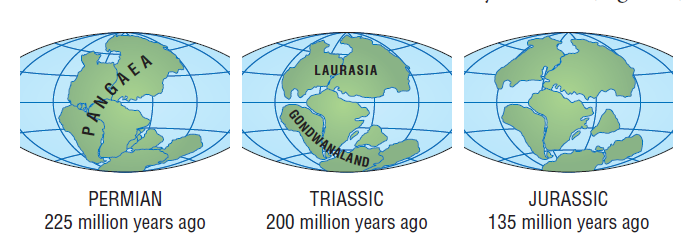 PANGAEA
LAURASIA
GONDWANALAND
PERMIAN
225 million years ago
TRIASSIC
200 million years ago
JURASSIC
135 million years ago